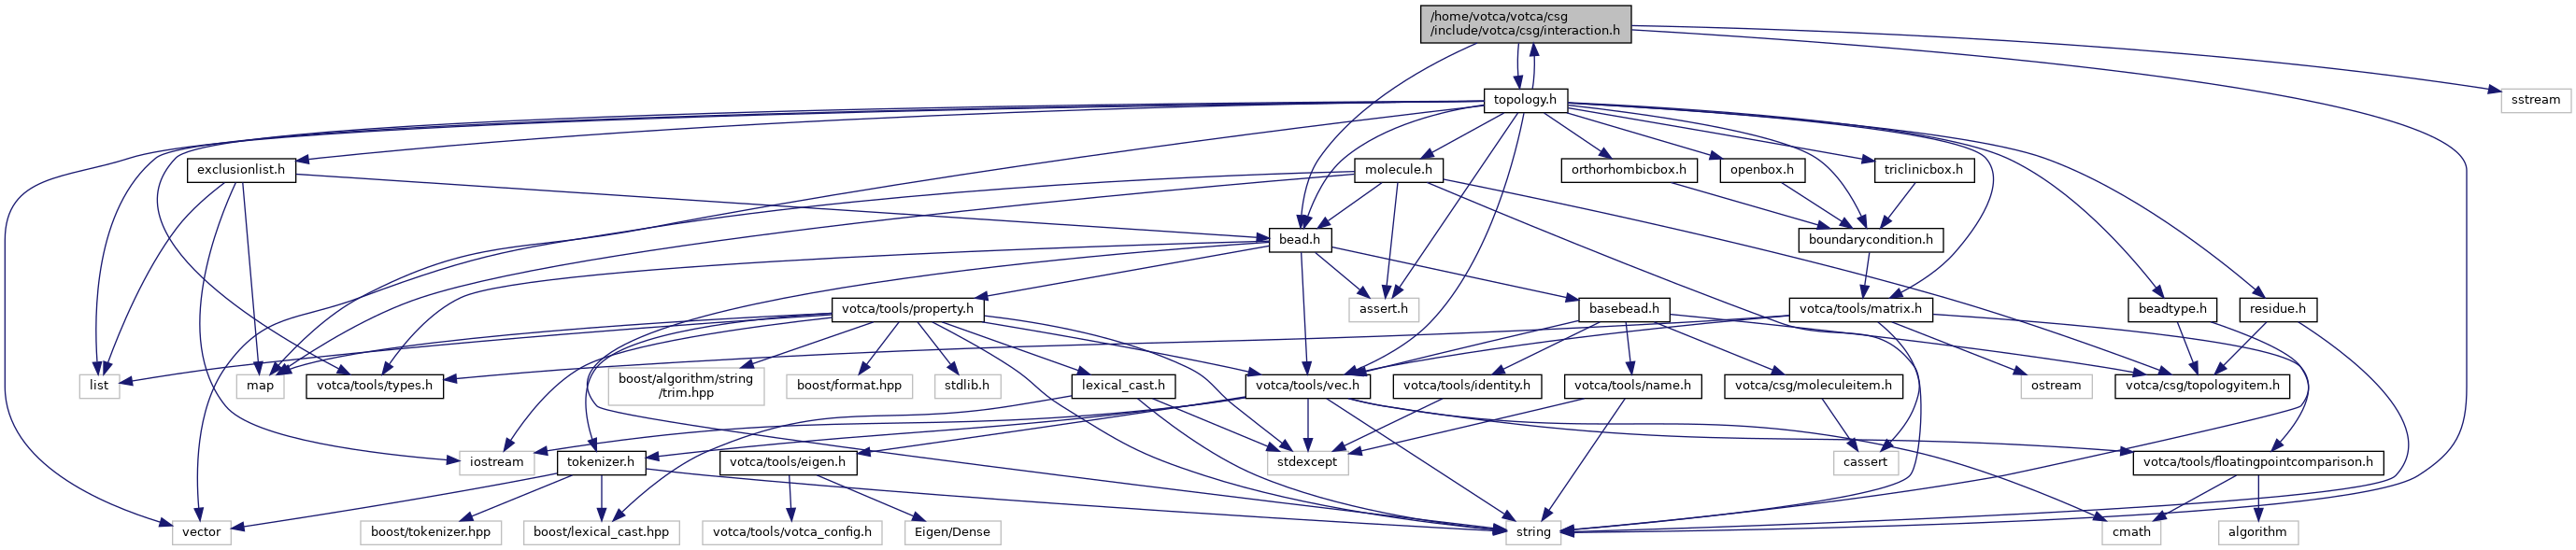 /home/votca/votca/csg
/include/votca/csg/interaction.h
topology.h
sstream
exclusionlist.h
molecule.h
orthorhombicbox.h
openbox.h
triclinicbox.h
bead.h
boundarycondition.h
votca/tools/property.h
assert.h
basebead.h
votca/tools/matrix.h
beadtype.h
residue.h
list
map
votca/tools/types.h
boost/algorithm/string
/trim.hpp
boost/format.hpp
stdlib.h
lexical_cast.h
votca/tools/vec.h
votca/tools/identity.h
votca/tools/name.h
votca/csg/moleculeitem.h
ostream
votca/csg/topologyitem.h
iostream
tokenizer.h
votca/tools/eigen.h
stdexcept
cassert
votca/tools/floatingpointcomparison.h
vector
boost/tokenizer.hpp
boost/lexical_cast.hpp
votca/tools/votca_config.h
Eigen/Dense
string
cmath
algorithm